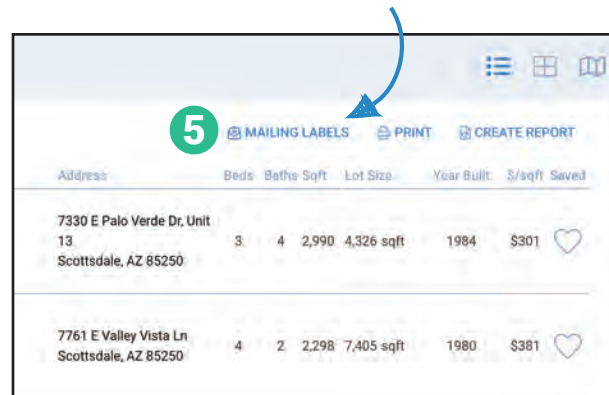 5 MAILING LABELS PRINT CREATE REPORT
Address Beds Baths Sqft Lot Size Year Built $/sqft Saved
7330 E Palo Verde Dr, Unit
13 3 4 2,990 4,326 sqft 1984 $301
Scottsdale, AZ 85250
7761 E Valley Vista Ln
4 2 2,298 7,405 sqft 1980 $381
Scottsdale, AZ 85250